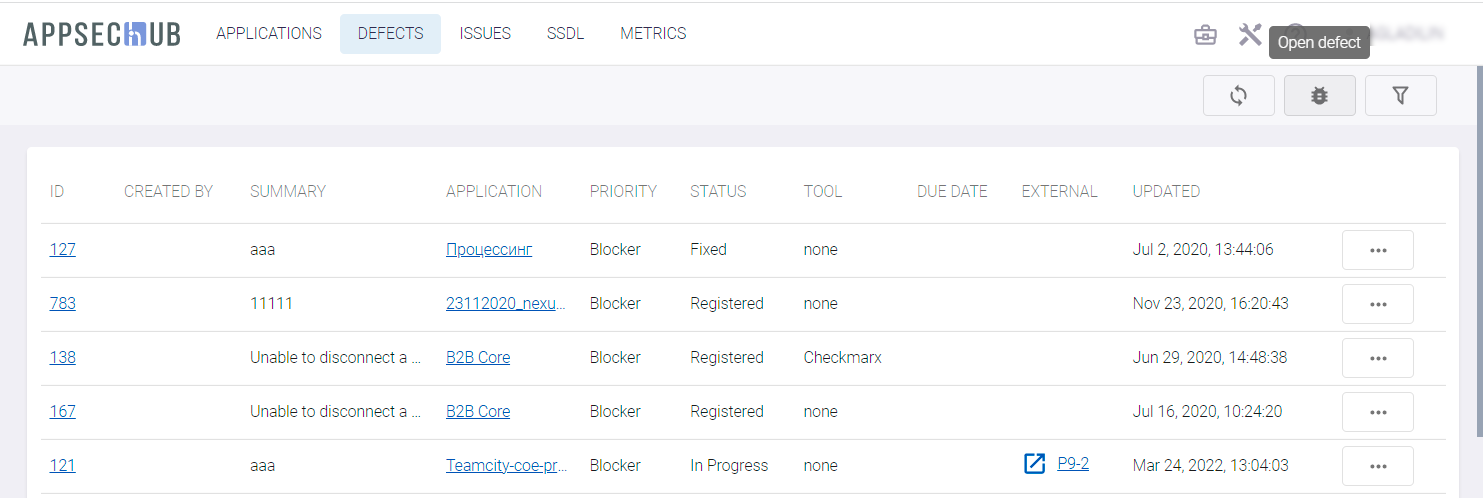 APPSECHUB APPLICATIONS DEFECTS ISSUES SSDL METRICS
Open defect
ID CREATED BY SUMMARY APPLICATION PRIORITY STATUS TOOL DUE DATE EXTERNAL UPDATED
127 aaa Процессинг Blocker Fixed none Jul 2, 2020, 13:44:06
783 11111 23112020_nexu... Blocker Registered none Nov 23, 2020, 16:20:43
138 Unable to disconnect a ... B2B Core Blocker Registered Checkmarx Jun 29, 2020, 14:48:38
167 Unable to disconnect a ... B2B Core Blocker Registered none Jul 16, 2020, 10:24:20
121 aaa Teamcity-coe-pr... Blocker In Progress none P9-2 Mar 24, 2022, 13:04:03